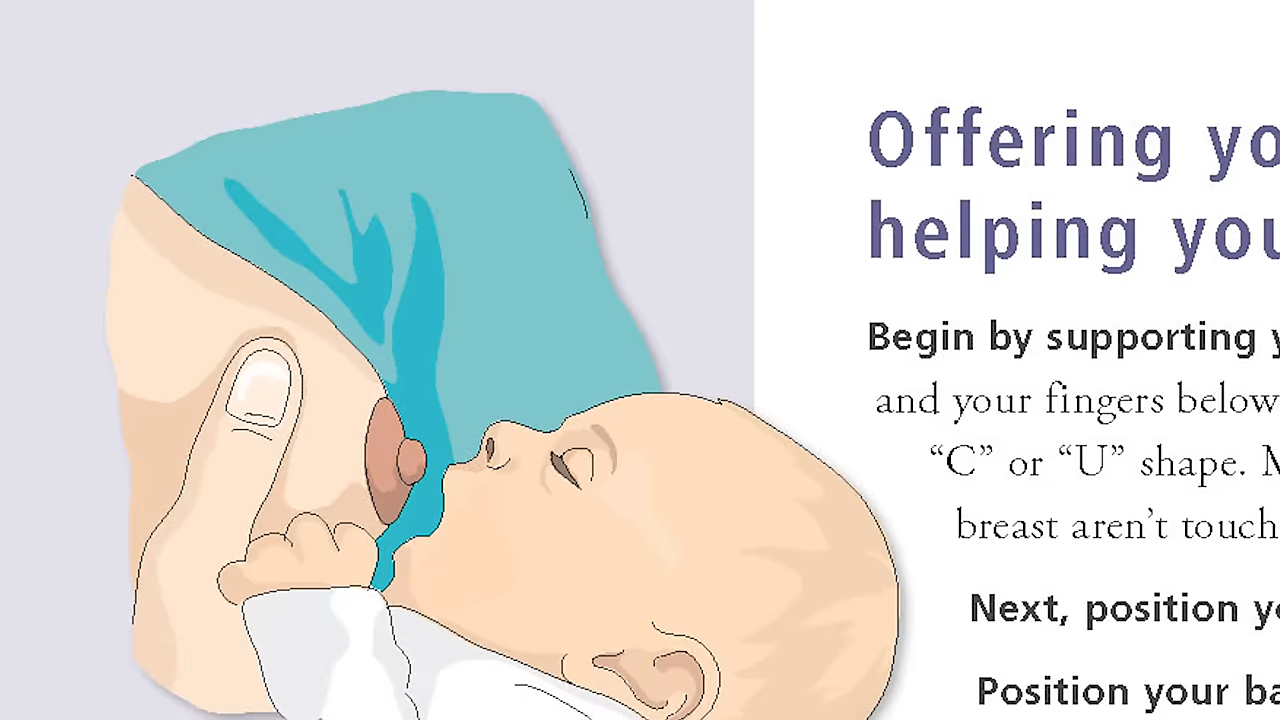 Offering yo
helping you
Begin by supporting y
and your fingers below
“C” or “U” shape. M
breast aren’t touch
Next, position yo
Position your ba